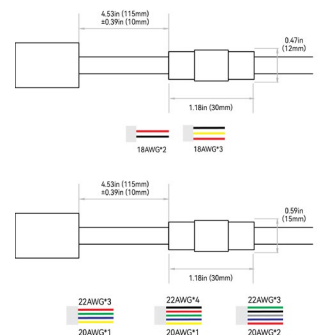 4.53in (115mm)
±0.39in (10mm)
0.47in
(12mm)
1.18in (30mm)
18AWG*2
18AWG*3
4.53in (115mm)
±0.39in (10mm)
0.59in
(15mm)
1.18in (30mm)
22AWG*3
22AWG*4
22AWG*3
20AWG*1
20AWG*1
20AWG*2